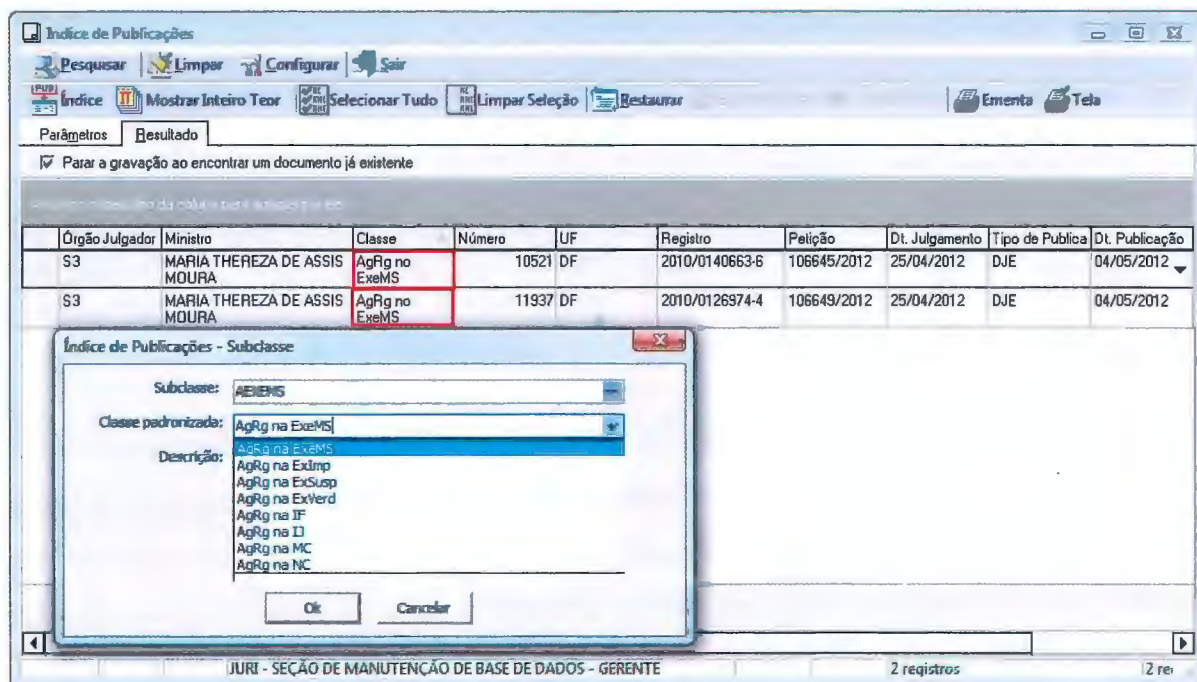 Índice de Publicações
Pesquisar Limpar Configurar Sair
Índice Mostrar Inteiro Teor Selecionar Tudo Limpar Seleção Restaurar Ementa Tela
Parâmetros Resultado
Parar a gravação ao encontrar um documento já existente
Órgão Julgador Ministro Classe Número UF Registro Petição Dt. Julgamento Tipo de Publica Dt. Publicação
S3 MARIA THEREZA DE ASSIS MOURA AgRg no ExeMS 10521 DF 2010/0140663-6 106645/2012 25/04/2012 DJE 04/05/2012
S3 MARIA THEREZA DE ASSIS MOURA AgRg no ExeMS 11937 DF 2010/0126974-4 106649/2012 25/04/2012 DJE 04/05/2012
Índice de Publicações - Subclasse
Subclasse: AEXEMS
Classe padronizada: AgRg na ExeMS
AgRg na ExeMS
Descrição:
AgRg na ExImp
AgRg na ExSusp
AgRg na ExVerd
AgRg na IF
AgRg na IJ
AgRg na MC
AgRg na NC
Ok Cancelar
JURI - SEÇÃO DE MANUTENÇÃO DE BASE DE DADOS - GERENTE 2 registros 2 re